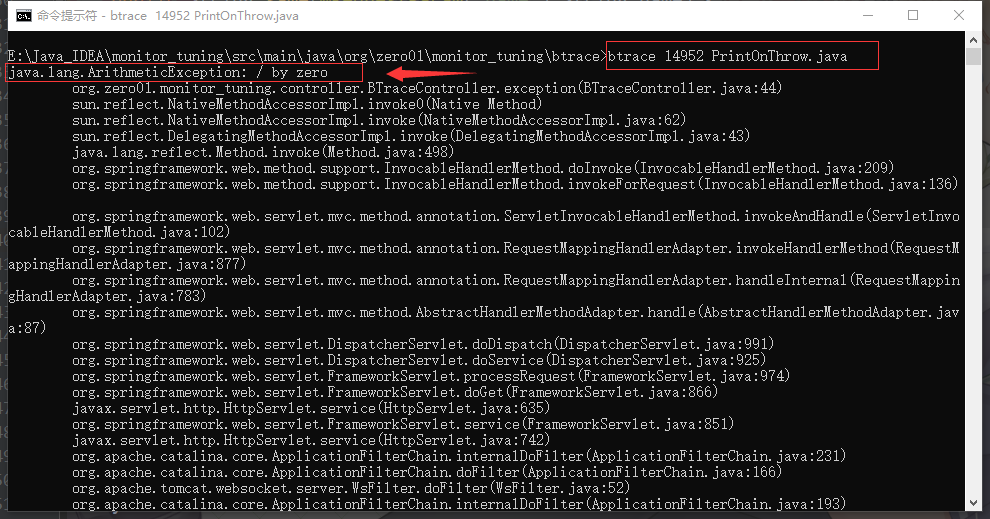 命令提示符 - btrace  14952 PrintOnThrow.java
E:\Java_IDEA\monitor_tuning\src\main\java\org\zero01\monitor_tuning\btrace>btrace 14952 PrintOnThrow.java
java.lang.ArithmeticException: / by zero
org.zero01.monitor_tuning.controller.BTraceController.exception(BTraceController.java:44)
sun.reflect.NativeMethodAccessorImpl.invoke0(Native Method)
sun.reflect.NativeMethodAccessorImpl.invoke(NativeMethodAccessorImpl.java:62)
sun.reflect.DelegatingMethodAccessorImpl.invoke(DelegatingMethodAccessorImpl.java:43)
java.lang.reflect.Method.invoke(Method.java:498)
org.springframework.web.method.support.InvocableHandlerMethod.doInvoke(InvocableHandlerMethod.java:209)
org.springframework.web.method.support.InvocableHandlerMethod.invokeForRequest(InvocableHandlerMethod.java:136)
org.springframework.web.servlet.mvc.method.annotation.ServletInvocableHandlerMethod.invokeAndHandle(ServletInvo
cableHandlerMethod.java:102)
org.springframework.web.servlet.mvc.method.annotation.RequestMappingHandlerAdapter.invokeHandlerMethod(RequestM
appingHandlerAdapter.java:877)
org.springframework.web.servlet.mvc.method.annotation.RequestMappingHandlerAdapter.handleInternal(RequestMappin
gHandlerAdapter.java:783)
org.springframework.web.servlet.mvc.method.AbstractHandlerMethodAdapter.handle(AbstractHandlerMethodAdapter.jav
a:87)
org.springframework.web.servlet.DispatcherServlet.doDispatch(DispatcherServlet.java:991)
org.springframework.web.servlet.DispatcherServlet.doService(DispatcherServlet.java:925)
org.springframework.web.servlet.FrameworkServlet.processRequest(FrameworkServlet.java:974)
org.springframework.web.servlet.FrameworkServlet.doGet(FrameworkServlet.java:866)
javax.servlet.http.HttpServlet.service(HttpServlet.java:635)
org.springframework.web.servlet.FrameworkServlet.service(FrameworkServlet.java:851)
javax.servlet.http.HttpServlet.service(HttpServlet.java:742)
org.apache.catalina.core.ApplicationFilterChain.internalDoFilter(ApplicationFilterChain.java:231)
org.apache.catalina.core.ApplicationFilterChain.doFilter(ApplicationFilterChain.java:166)
org.apache.tomcat.websocket.server.WsFilter.doFilter(WsFilter.java:52)
org.apache.catalina.core.ApplicationFilterChain.internalDoFilter(ApplicationFilterChain.java:193)